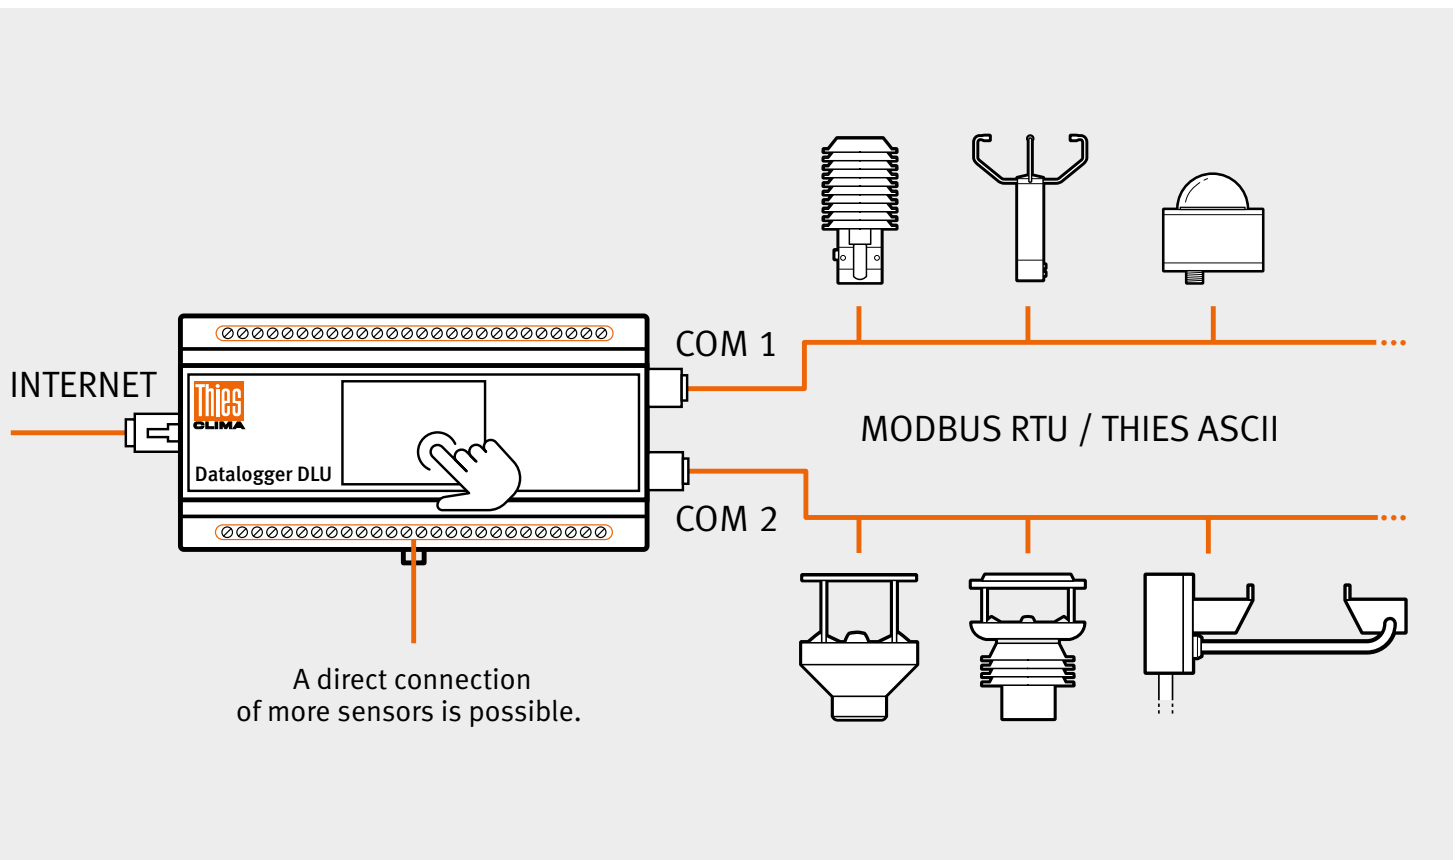 COM 1
INTERNET
Thies
CLIMA
MODBUS RTU / THIES ASCII
Datalogger DLU
COM 2
A direct connection
of more sensors is possible.